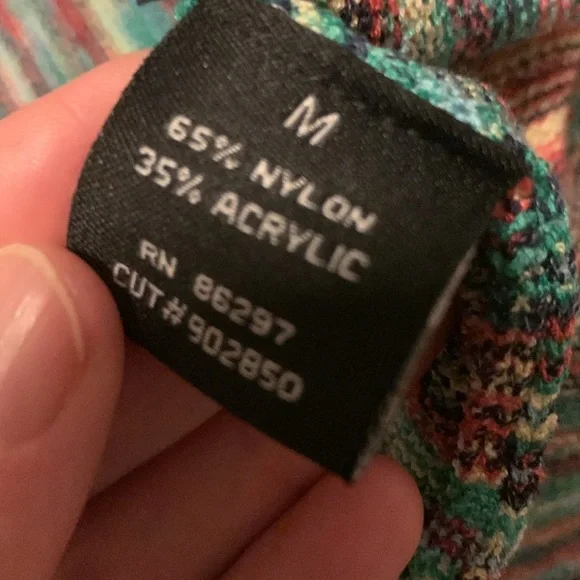 M
65% NYLON
35% ACRYLIC
RN 86297
CUT#902850